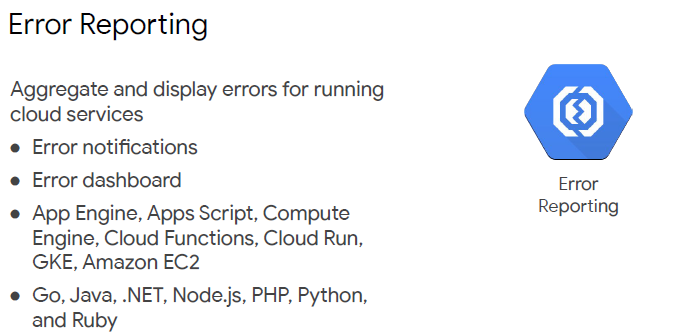 Error Reporting
Aggregate and display errors for running
cloud services
● Error notifications
● Error dashboard
● App Engine, Apps Script, Compute
Engine, Cloud Functions, Cloud Run,
GKE, Amazon EC2
● Go, Java, .NET, Node.js, PHP, Python,
and Ruby
Error
Reporting